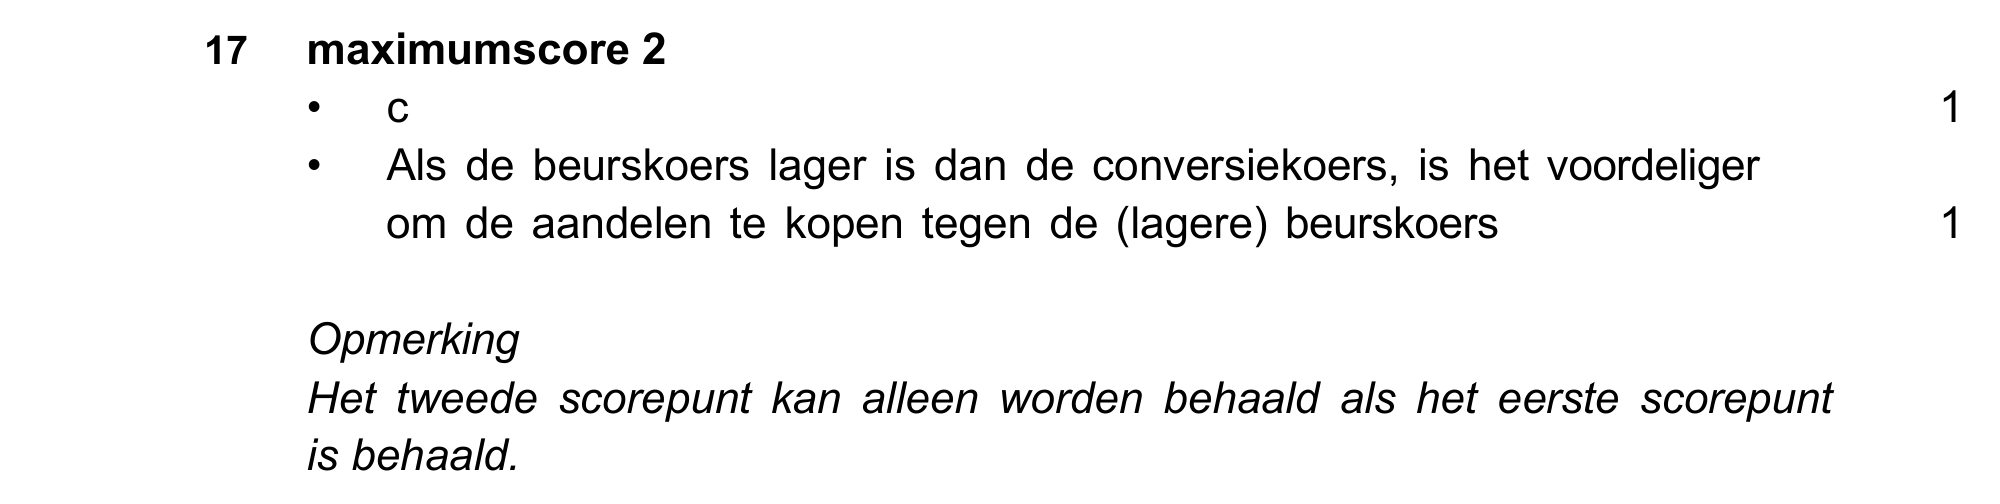 17 maximumscore 2
• c 1
• Als de beurskoers lager is dan de conversiekoers, is het voordeliger
om de aandelen te kopen tegen de (lagere) beurskoers 1
Opmerking
Het tweede scorepunt kan alleen worden behaald als het eerste scorepunt
is behaald.